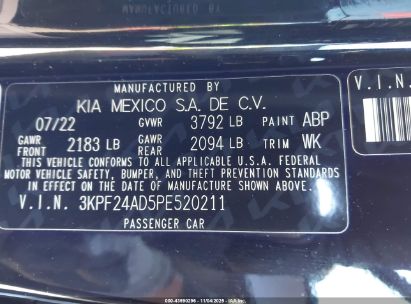 MANUFACTURED BY
KIA MEXICO S.A. DE C.V.
07/22 GVWR 3792 LB PAINT ABP
GAWR FRONT 2183 LB GAWR REAR 2094 LB TRIM WK
THIS VEHICLE CONFORMS TO ALL APPLICABLE U.S.A. FEDERAL
MOTOR VEHICLE SAFETY, BUMPER, AND THEFT PREVENTION STANDARDS
IN EFFECT ON THE DATE OF MANUFACTURE SHOWN ABOVE.
V.I.N. 3KPF24AD5PE520211
PASSENGER CAR
V.I.N.